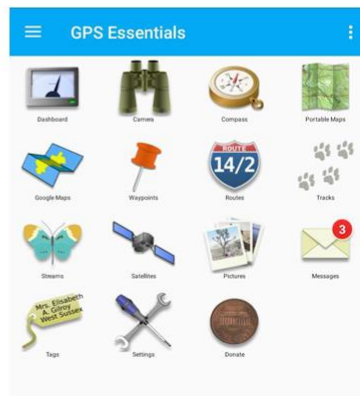 GPS Essentials
Dashboard
Camera
Compass
Portable Maps
Google Maps
Waypoints
ROUTE
14/2
Routes
Tracks
Streams
Satellites
Pictures
3
Messages
Mrs. Elisabeth
A. Gilroy
West Sussex
Tags
Settings
Donate